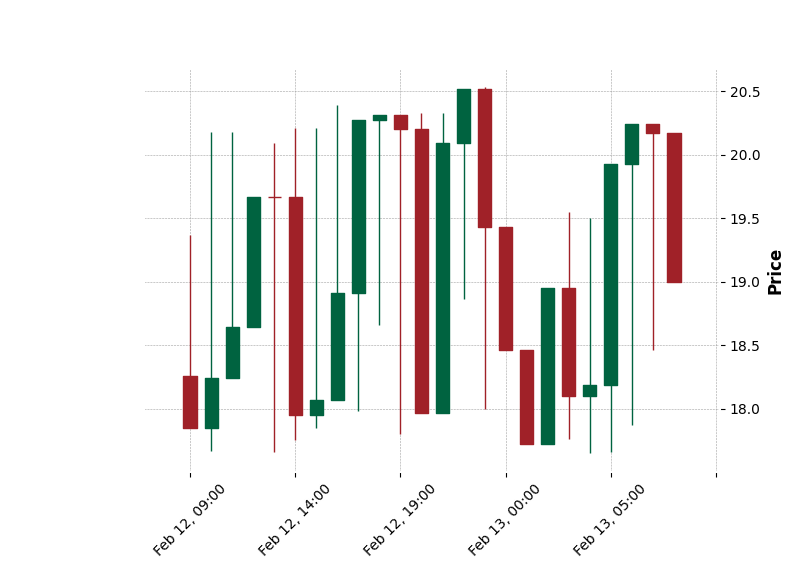 20.5
20.0
19.5
19.0
18.5
18.0
Price
Feb 12, 09:00
Feb 12, 14:00
Feb 12, 19:00
Feb 13, 00:00
Feb 13, 05:00